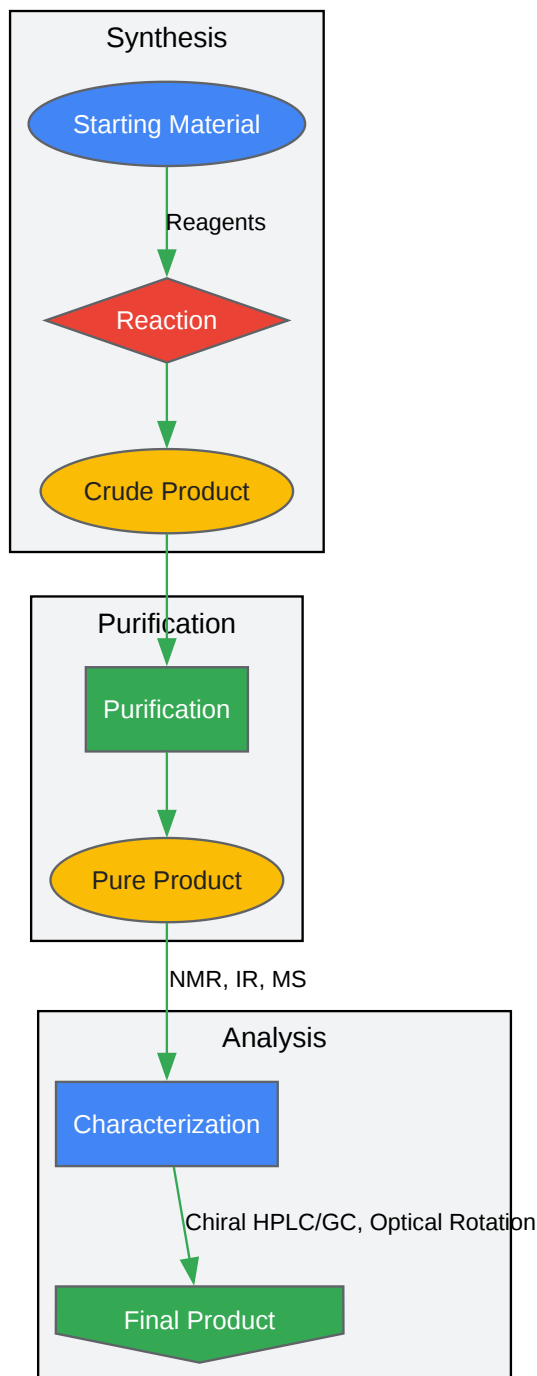 Synthesis
Starting Material
Reagents
Reaction
Crude Product
Purification
Purification
Pure Product
NMR, IR, MS
Analysis
Characterization
Chiral HPLC/GC, Optical Rotation
Final Product